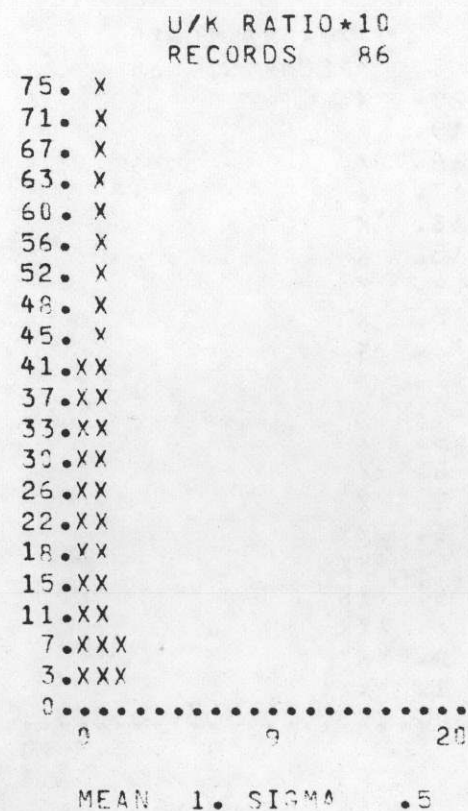 U/K RATIO*10
RECORDS 86
75. X
71. X
67. X
63. X
60. X
56. X
52. X
48. X
45. X
41.XX
37.XX
33.XX
30.XX
26.XX
22.XX
18.XX
15.XX
11.XX
7.XXX
3.XXX
0......................
0 9 20
MEAN 1. SIGMA .5